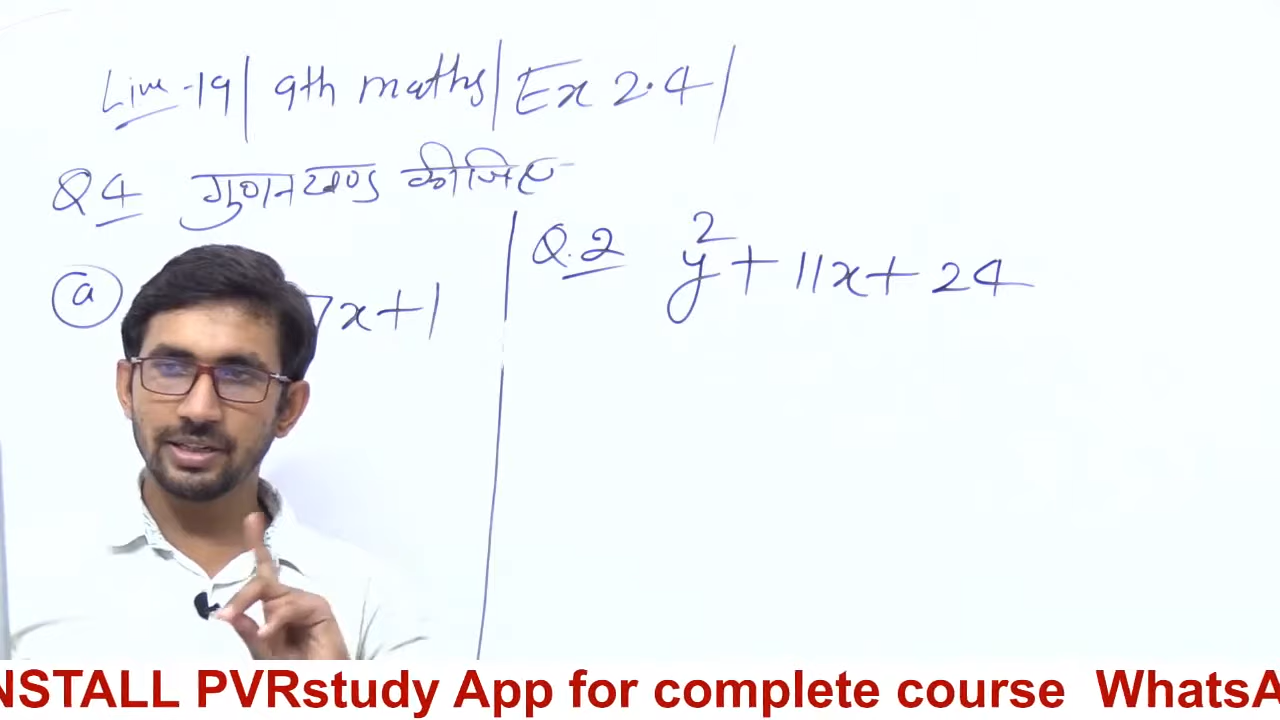 Live-19| 9th maths| Ex 2.4|
Q4 गुणनखण्ड कीजिए
a 7x+1
Q.2 y²+11x+24
NSTALL PVRstudy App for complete course WhatsA